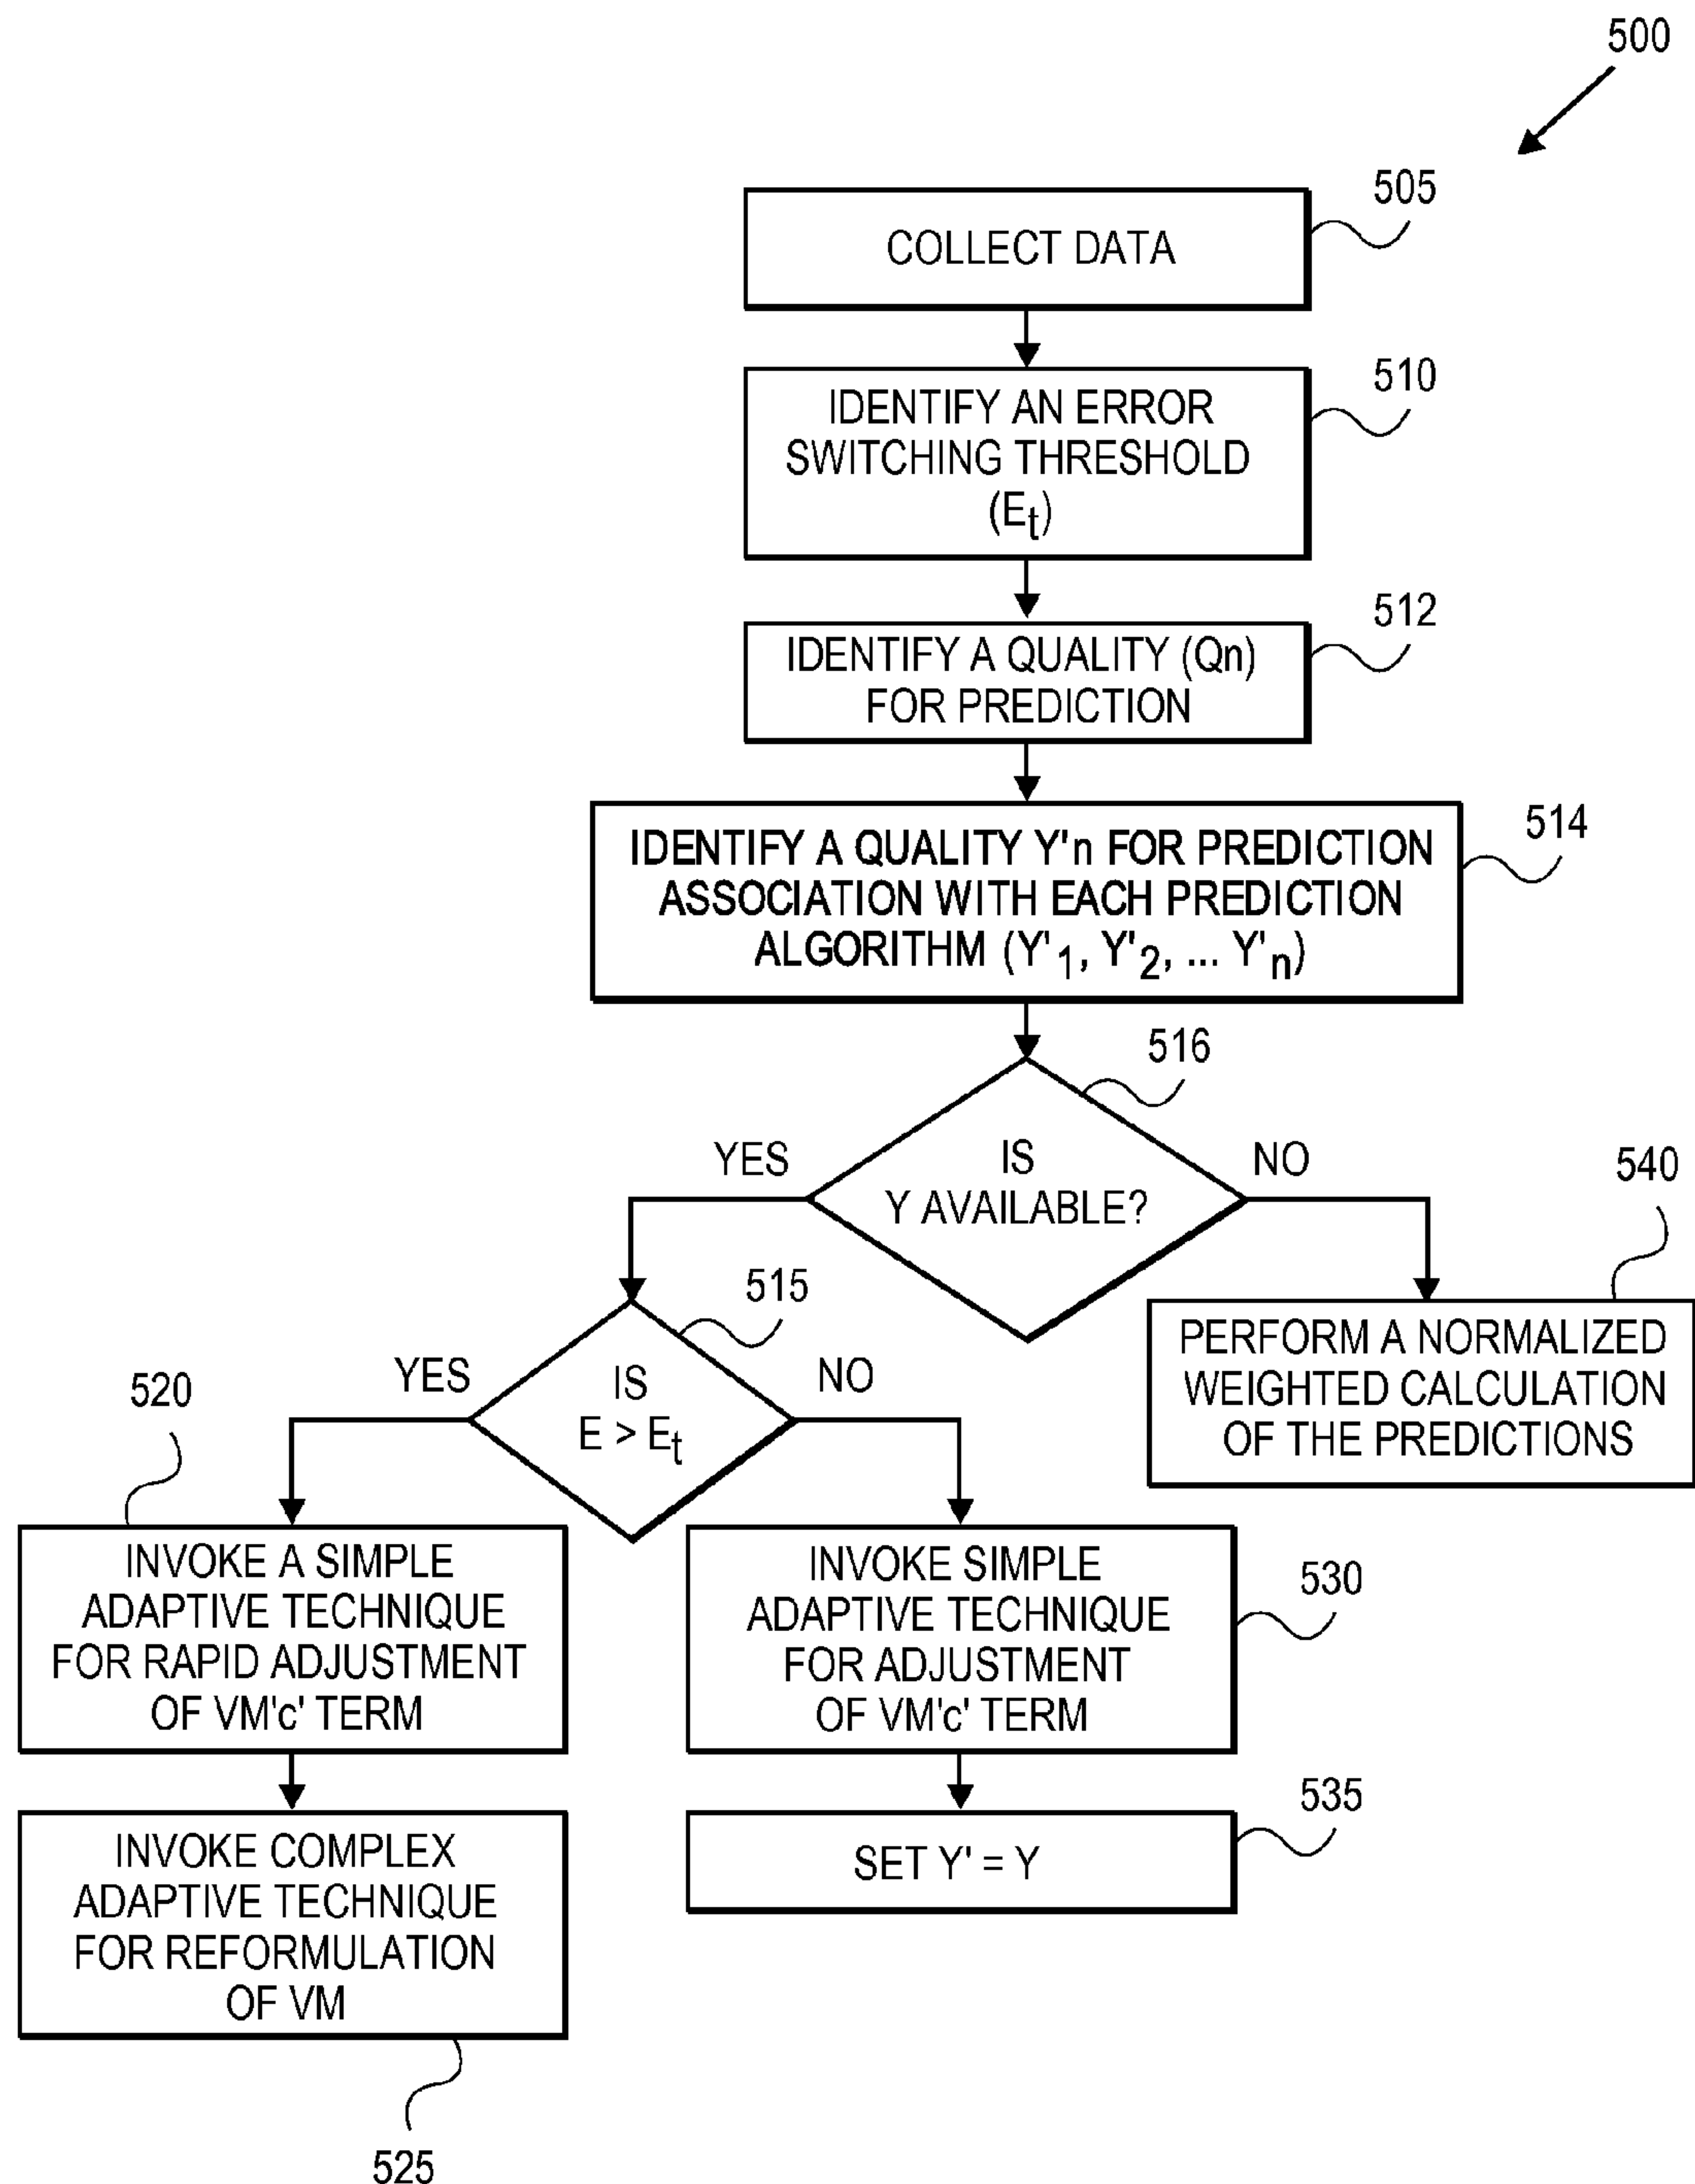 500
505
COLLECT DATA
510
IDENTIFY AN ERROR
SWITCHING THRESHOLD
(Et)
512
IDENTIFY A QUALITY (Qn)
FOR PREDICTION
514
IDENTIFY A QUALITY Y'n FOR PREDICTION
ASSOCIATION WITH EACH PREDICTION
ALGORITHM (Y'1, Y'2, ... Y'n)
516
IS
Y AVAILABLE?
YES
NO
540
PERFORM A NORMALIZED
WEIGHTED CALCULATION
OF THE PREDICTIONS
515
IS
E > Et
YES
NO
520
INVOKE A SIMPLE
ADAPTIVE TECHNIQUE
FOR RAPID ADJUSTMENT
OF VM'c' TERM
530
INVOKE SIMPLE
ADAPTIVE TECHNIQUE
FOR ADJUSTMENT
OF VM'c' TERM
535
SET Y' = Y
INVOKE COMPLEX
ADAPTIVE TECHNIQUE
FOR REFORMULATION
OF VM
525